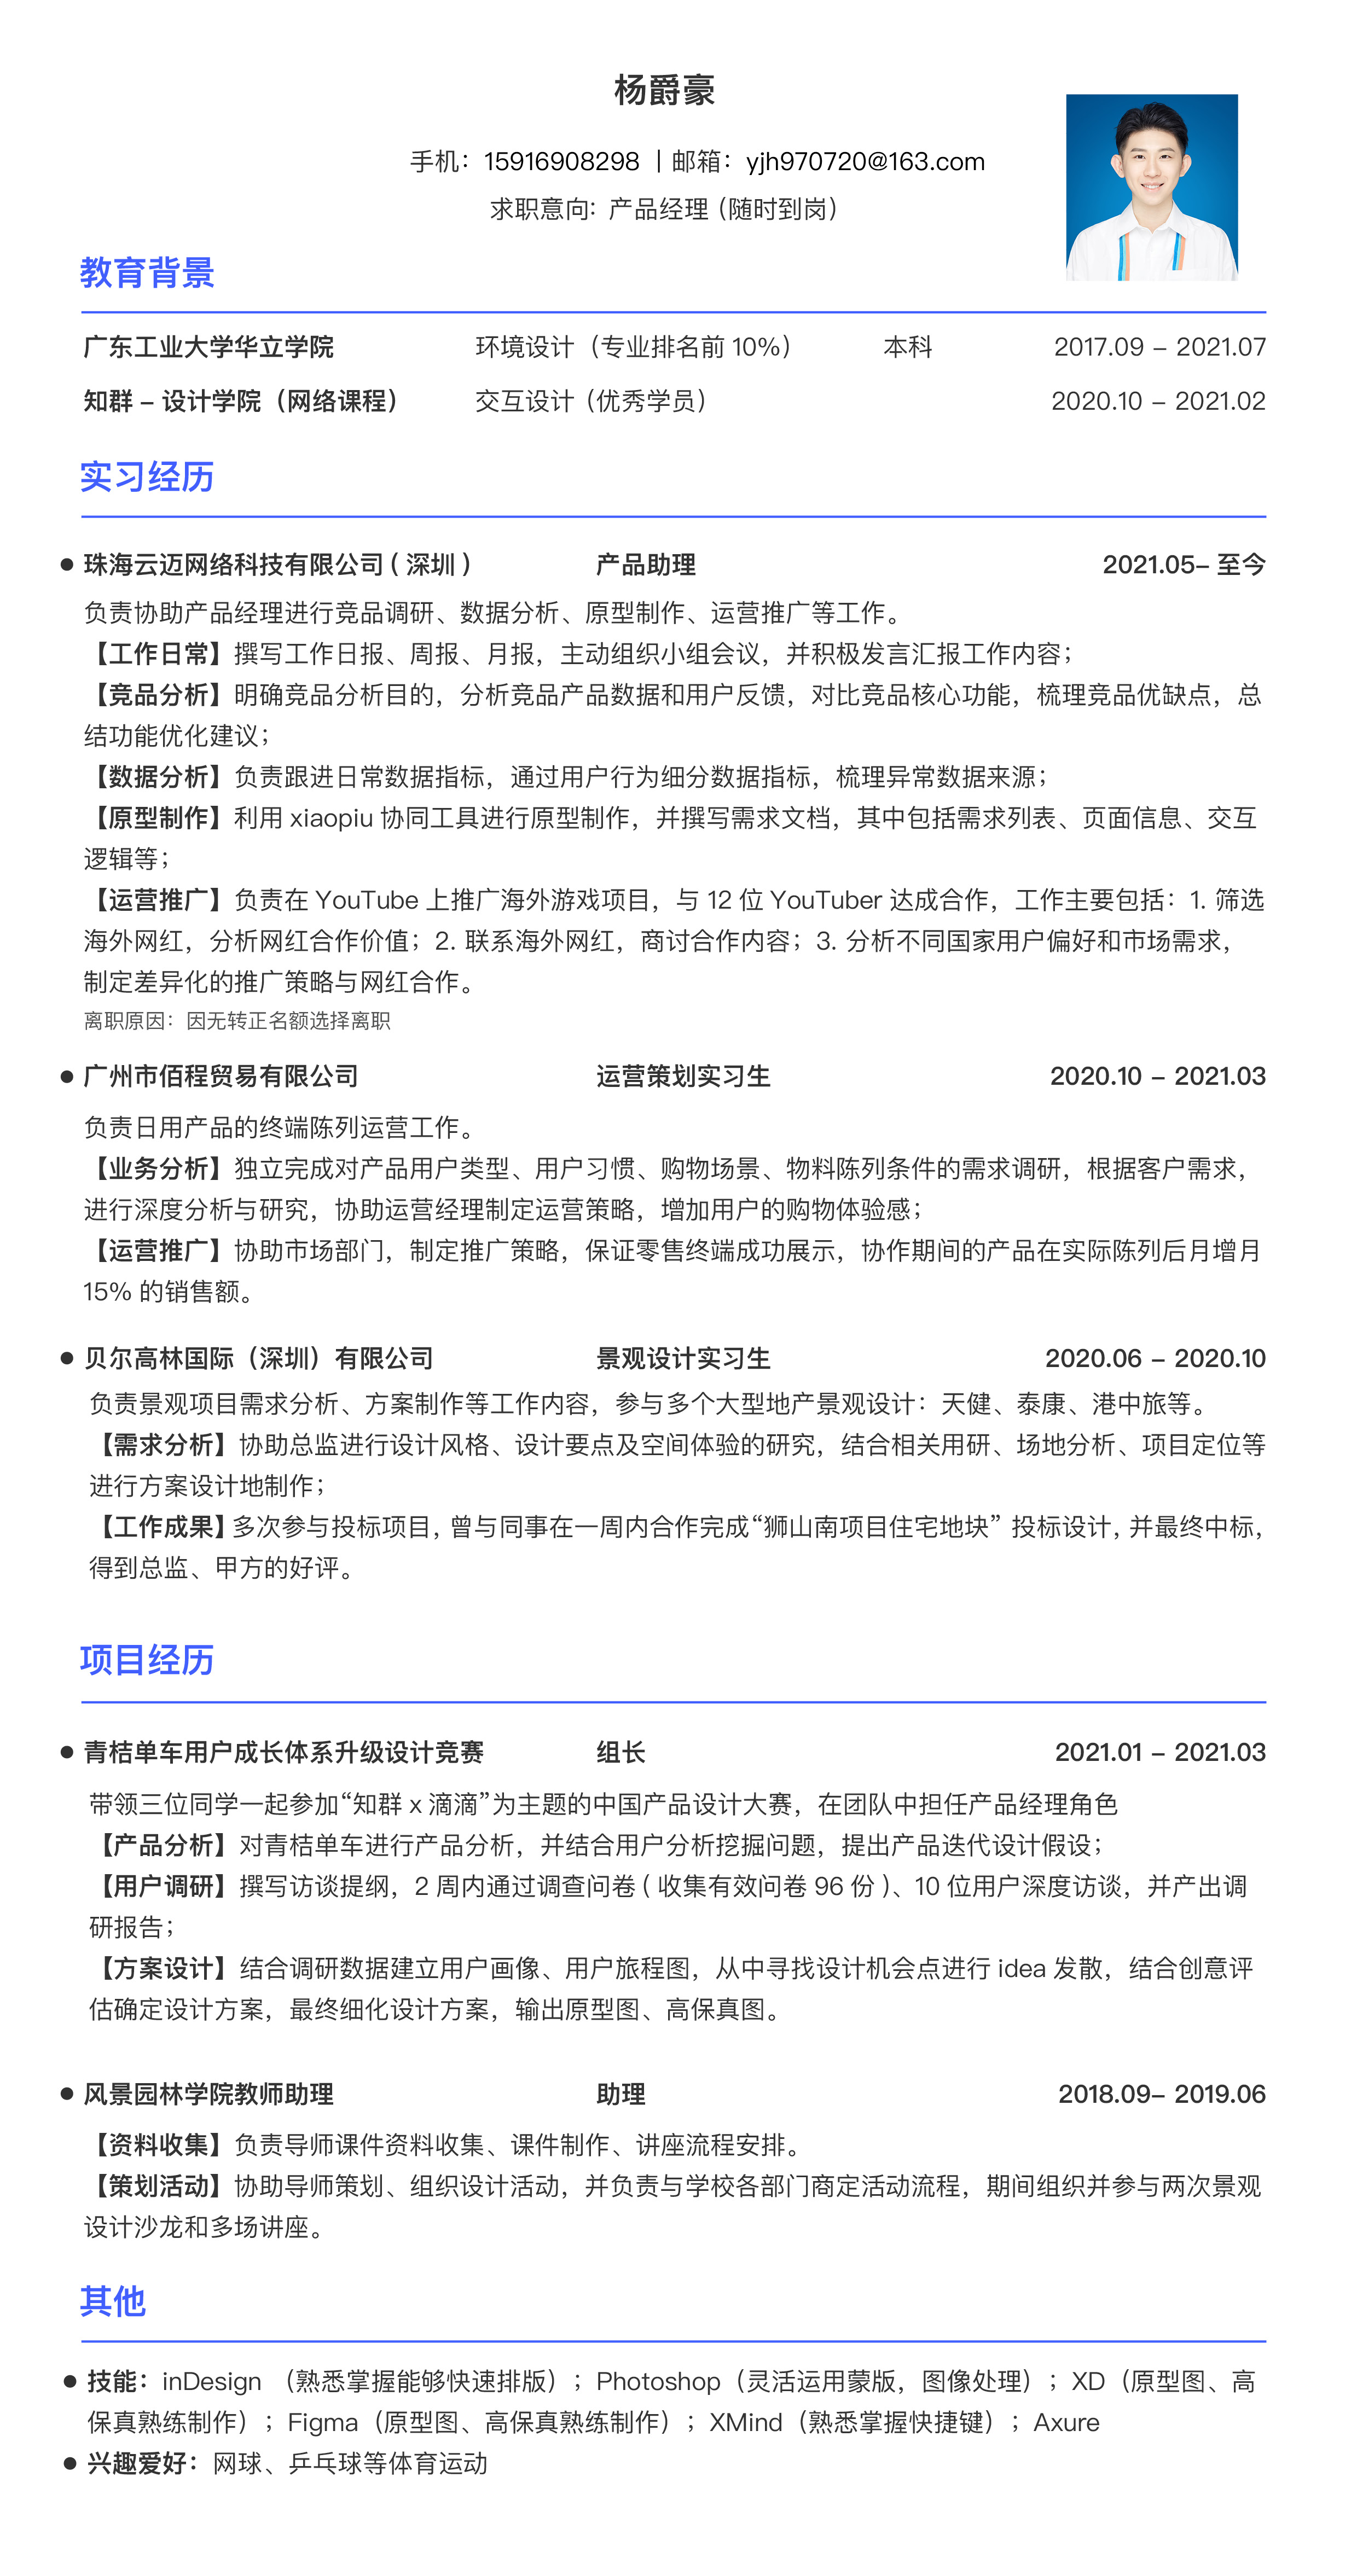 杨爵豪
手机：15916908298 | 邮箱：yjh970720@163.com
求职意向: 产品经理（随时到岗）
教育背景
广东工业大学华立学院 环境设计（专业排名前 10%） 本科 2017.09 – 2021.07
知群 – 设计学院（网络课程） 交互设计（优秀学员） 2020.10 – 2021.02
实习经历
● 珠海云迈网络科技有限公司 ( 深圳 ) 产品助理 2021.05– 至今
负责协助产品经理进行竞品调研、数据分析、原型制作、运营推广等工作。
【工作日常】撰写工作日报、周报、月报，主动组织小组会议，并积极发言汇报工作内容；
【竞品分析】明确竞品分析目的，分析竞品产品数据和用户反馈，对比竞品核心功能，梳理竞品优缺点，总
结功能优化建议；
【数据分析】负责跟进日常数据指标，通过用户行为细分数据指标，梳理异常数据来源；
【原型制作】利用 xiaopiu 协同工具进行原型制作，并撰写需求文档，其中包括需求列表、页面信息、交互
逻辑等；
【运营推广】负责在 YouTube 上推广海外游戏项目，与 12 位 YouTuber 达成合作，工作主要包括：1. 筛选
海外网红，分析网红合作价值；2. 联系海外网红，商讨合作内容；3. 分析不同国家用户偏好和市场需求，
制定差异化的推广策略与网红合作。
离职原因：因无转正名额选择离职
● 广州市佰程贸易有限公司 运营策划实习生 2020.10 – 2021.03
负责日用产品的终端陈列运营工作。
【业务分析】独立完成对产品用户类型、用户习惯、购物场景、物料陈列条件的需求调研，根据客户需求，
进行深度分析与研究，协助运营经理制定运营策略，增加用户的购物体验感；
【运营推广】协助市场部门，制定推广策略，保证零售终端成功展示，协作期间的产品在实际陈列后月增月
15% 的销售额。
● 贝尔高林国际（深圳）有限公司 景观设计实习生 2020.06 – 2020.10
负责景观项目需求分析、方案制作等工作内容，参与多个大型地产景观设计：天健、泰康、港中旅等。
【需求分析】协助总监进行设计风格、设计要点及空间体验的研究，结合相关用研、场地分析、项目定位等
进行方案设计地制作；
【工作成果】多次参与投标项目，曾与同事在一周内合作完成“狮山南项目住宅地块” 投标设计，并最终中标，
得到总监、甲方的好评。
项目经历
● 青桔单车用户成长体系升级设计竞赛 组长 2021.01 – 2021.03
带领三位同学一起参加“知群 x 滴滴”为主题的中国产品设计大赛，在团队中担任产品经理角色
【产品分析】对青桔单车进行产品分析，并结合用户分析挖掘问题，提出产品迭代设计假设；
【用户调研】撰写访谈提纲，2 周内通过调查问卷 ( 收集有效问卷 96 份 )、10 位用户深度访谈，并产出调
研报告；
【方案设计】结合调研数据建立用户画像、用户旅程图，从中寻找设计机会点进行 idea 发散，结合创意评
估确定设计方案，最终细化设计方案，输出原型图、高保真图。
● 风景园林学院教师助理 助理 2018.09– 2019.06
【资料收集】负责导师课件资料收集、课件制作、讲座流程安排。
【策划活动】协助导师策划、组织设计活动，并负责与学校各部门商定活动流程，期间组织并参与两次景观
设计沙龙和多场讲座。
其他
● 技能：inDesign （熟悉掌握能够快速排版）；Photoshop（灵活运用蒙版，图像处理）；XD（原型图、高
保真熟练制作）；Figma（原型图、高保真熟练制作）；XMind（熟悉掌握快捷键）；Axure
● 兴趣爱好：网球、乒乓球等体育运动